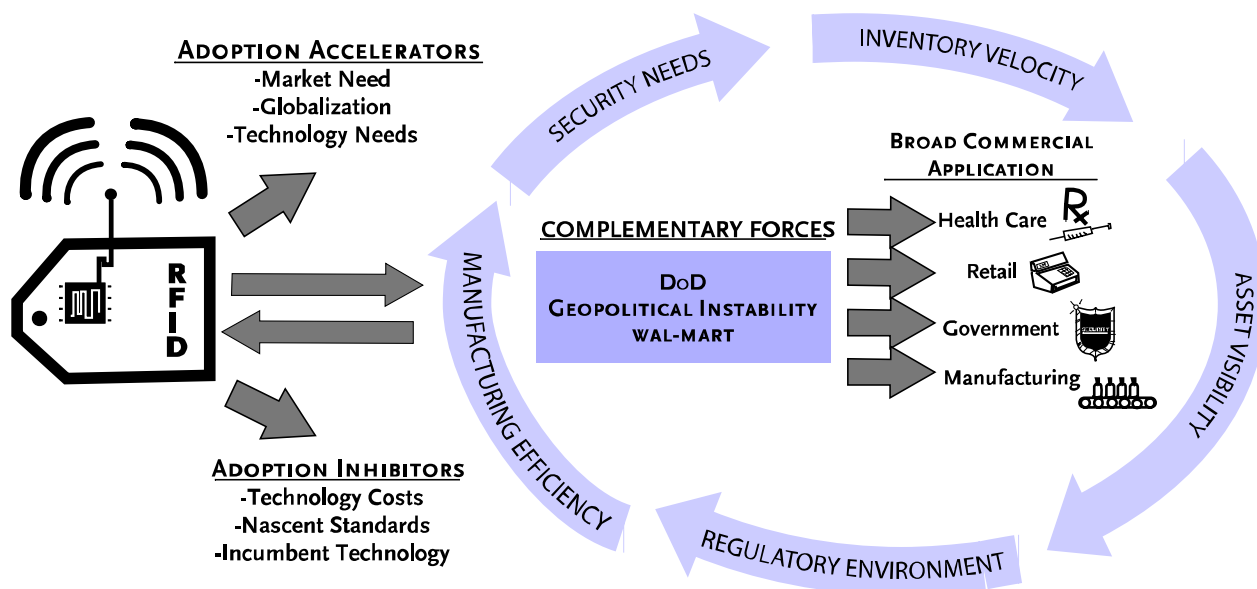 ADOPTION ACCELERATORS
-Market Need
-Globalization
-Technology Needs
RFID
ADOPTION INHIBITORS
-Technology Costs
-Nascent Standards
-Incumbent Technology
SECURITY NEEDS
INVENTORY VELOCITY
ASSET VISIBILITY
REGULATORY ENVIRONMENT
MANUFACTURING EFFICIENCY
COMPLEMENTARY FORCES
DoD
GEOPOLITICAL INSTABILITY
WAL-MART
BROAD COMMERCIAL
APPLICATION
Health Care
Rx
Retail
Government
Manufacturing